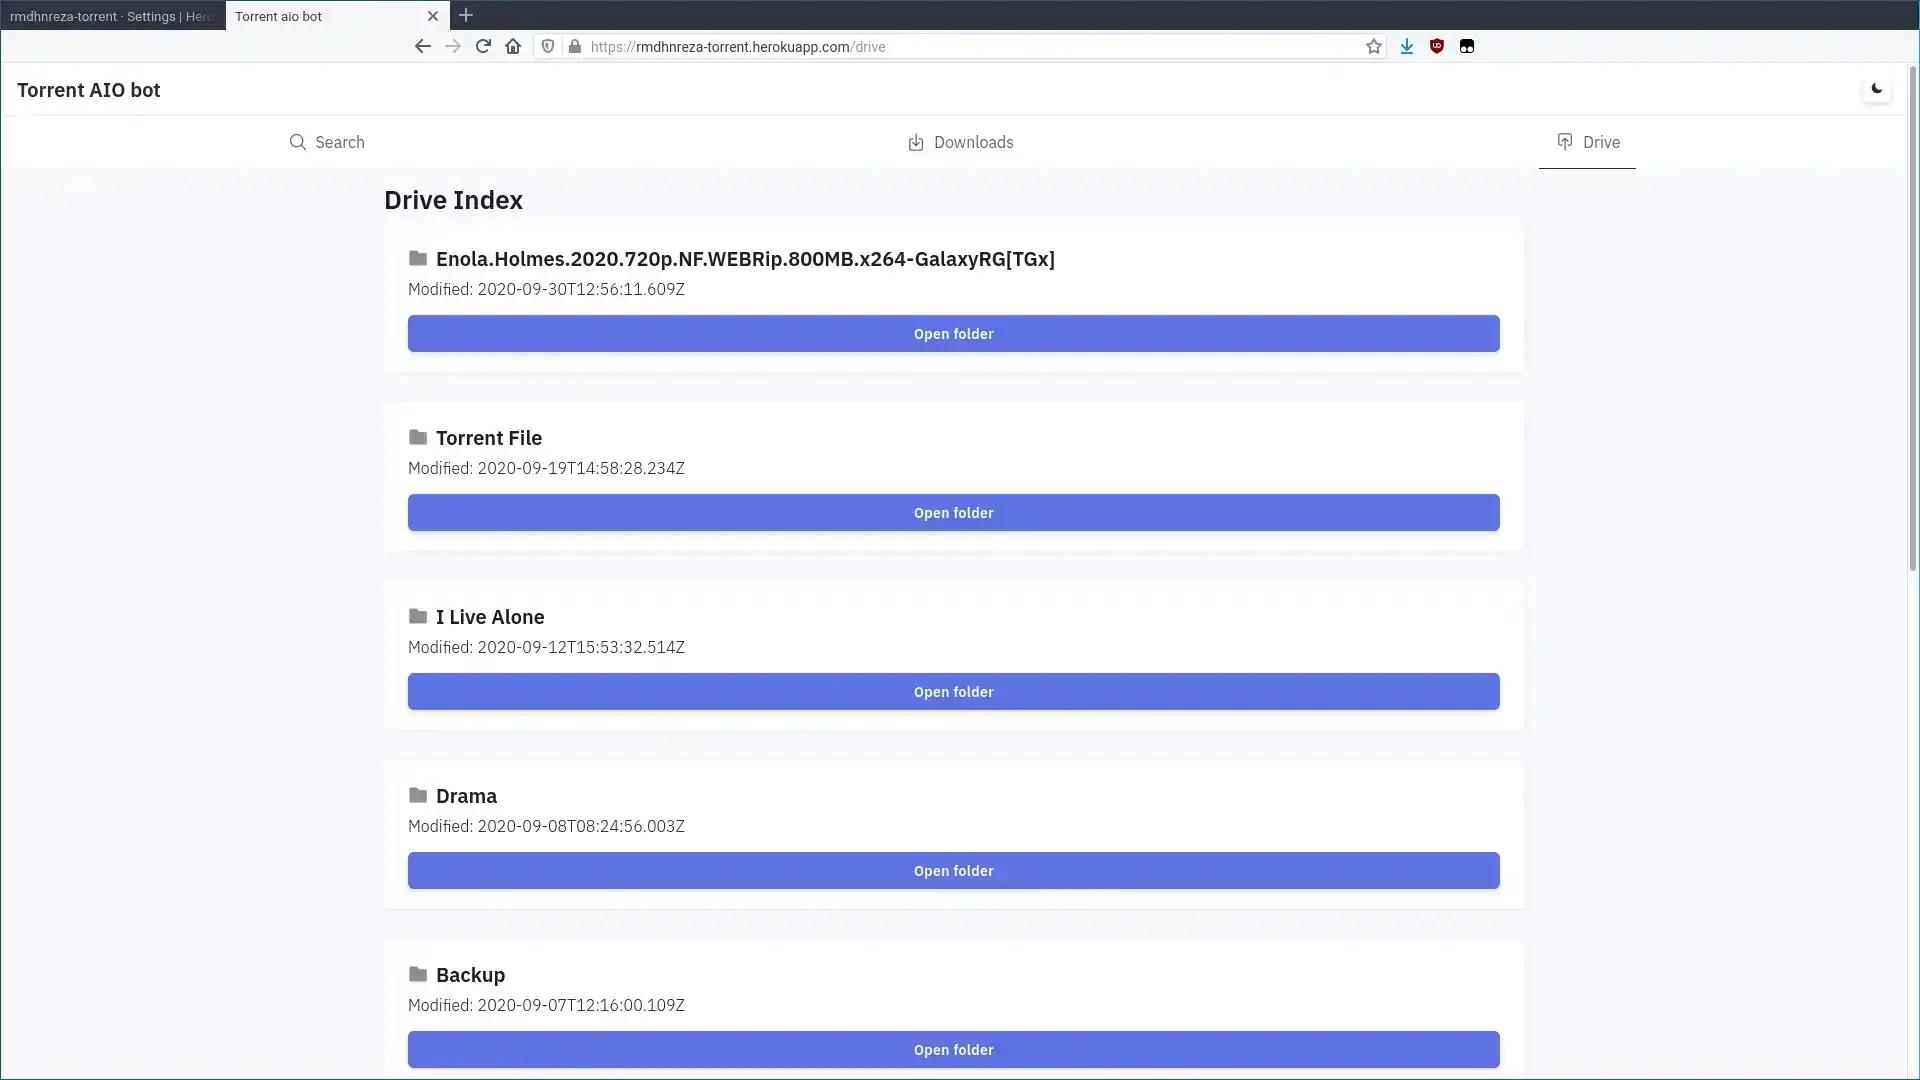 rmdhnreza-torrent · Settings | Hero
Torrent aio bot
https://rmdhnreza-torrent.herokuapp.com/drive
Torrent AIO bot
Search
Downloads
Drive
Drive Index
Enola.Holmes.2020.720p.NF.WEBRip.800MB.x264-GalaxyRG[TGx]
Modified: 2020-09-30T12:56:11.609Z
Open folder
Torrent File
Modified: 2020-09-19T14:58:28.234Z
Open folder
I Live Alone
Modified: 2020-09-12T15:53:32.514Z
Open folder
Drama
Modified: 2020-09-08T08:24:56.003Z
Open folder
Backup
Modified: 2020-09-07T12:16:00.109Z
Open folder